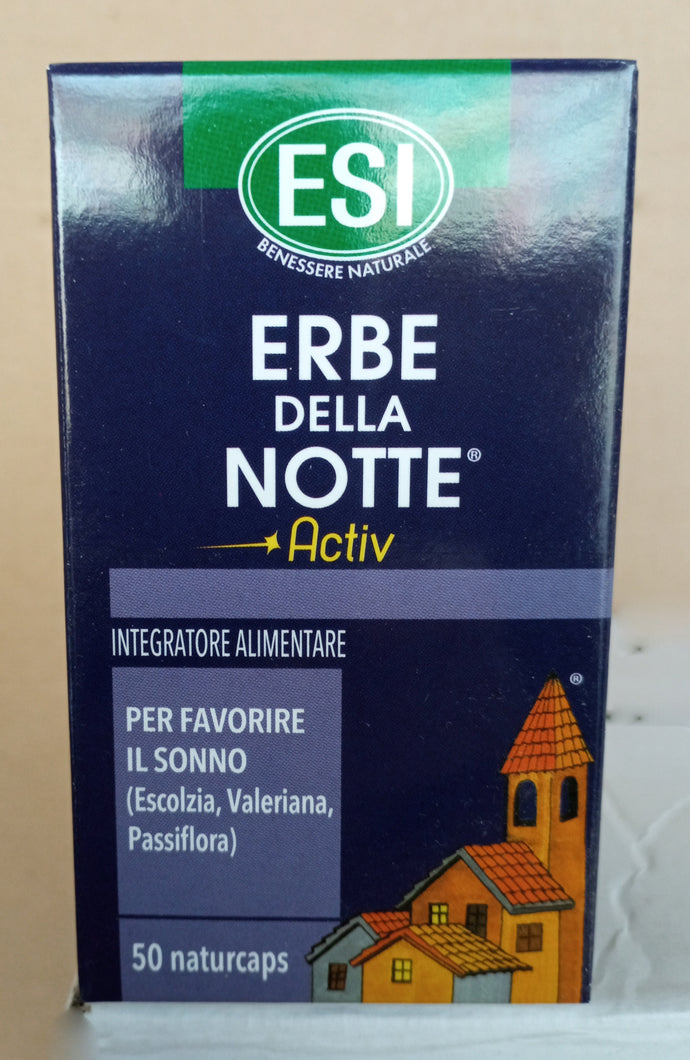 ESI
BENESSERE NATURALE
ERBE
DELLA
NOTTE®
Activ
INTEGRATORE ALIMENTARE
PER FAVORIRE
IL SONNO
(Escolzia, Valeriana,
Passiflora)
50 naturcaps
®